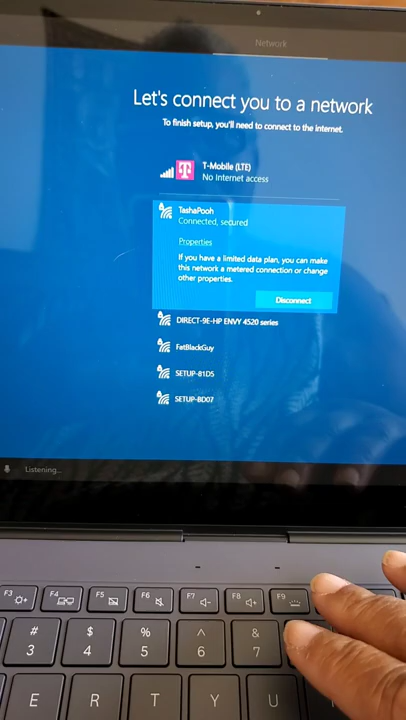 Network
Let's connect you to a network
To finish setup, you'll need to connect to the internet.
T-Mobile (LTE)
No Internet access
TashaPooh
Connected, secured
Properties
If you have a limited data plan, you can make
this network a metered connection or change
other properties.
Disconnect
DIRECT-9E-HP ENVY 4520 series
FatBlackGuy
SETUP-81D5
SETUP-BD07
Listening...
F3 F4 F5 F6 F7 F8 F9
# $ % ^ &
3 4 5 6 7
E R T Y U